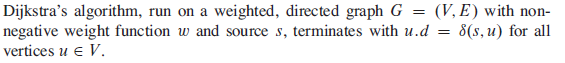 Dijkstra's algorithm, run on a weighted, directed graph G = (V, E) with non-
negative weight function w and source s, terminates with u.d = δ(s, u) for all
vertices u ∈ V.